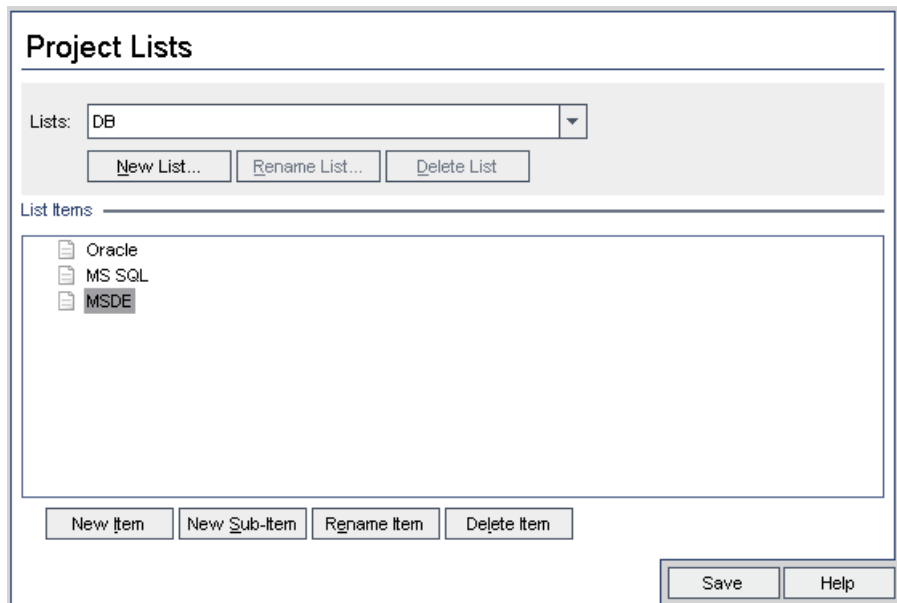 Project Lists
Lists: DB
New List... Rename List... Delete List
List Items
Oracle
MS SQL
MSDE
New Item New Sub-Item Rename Item Delete Item
Save Help